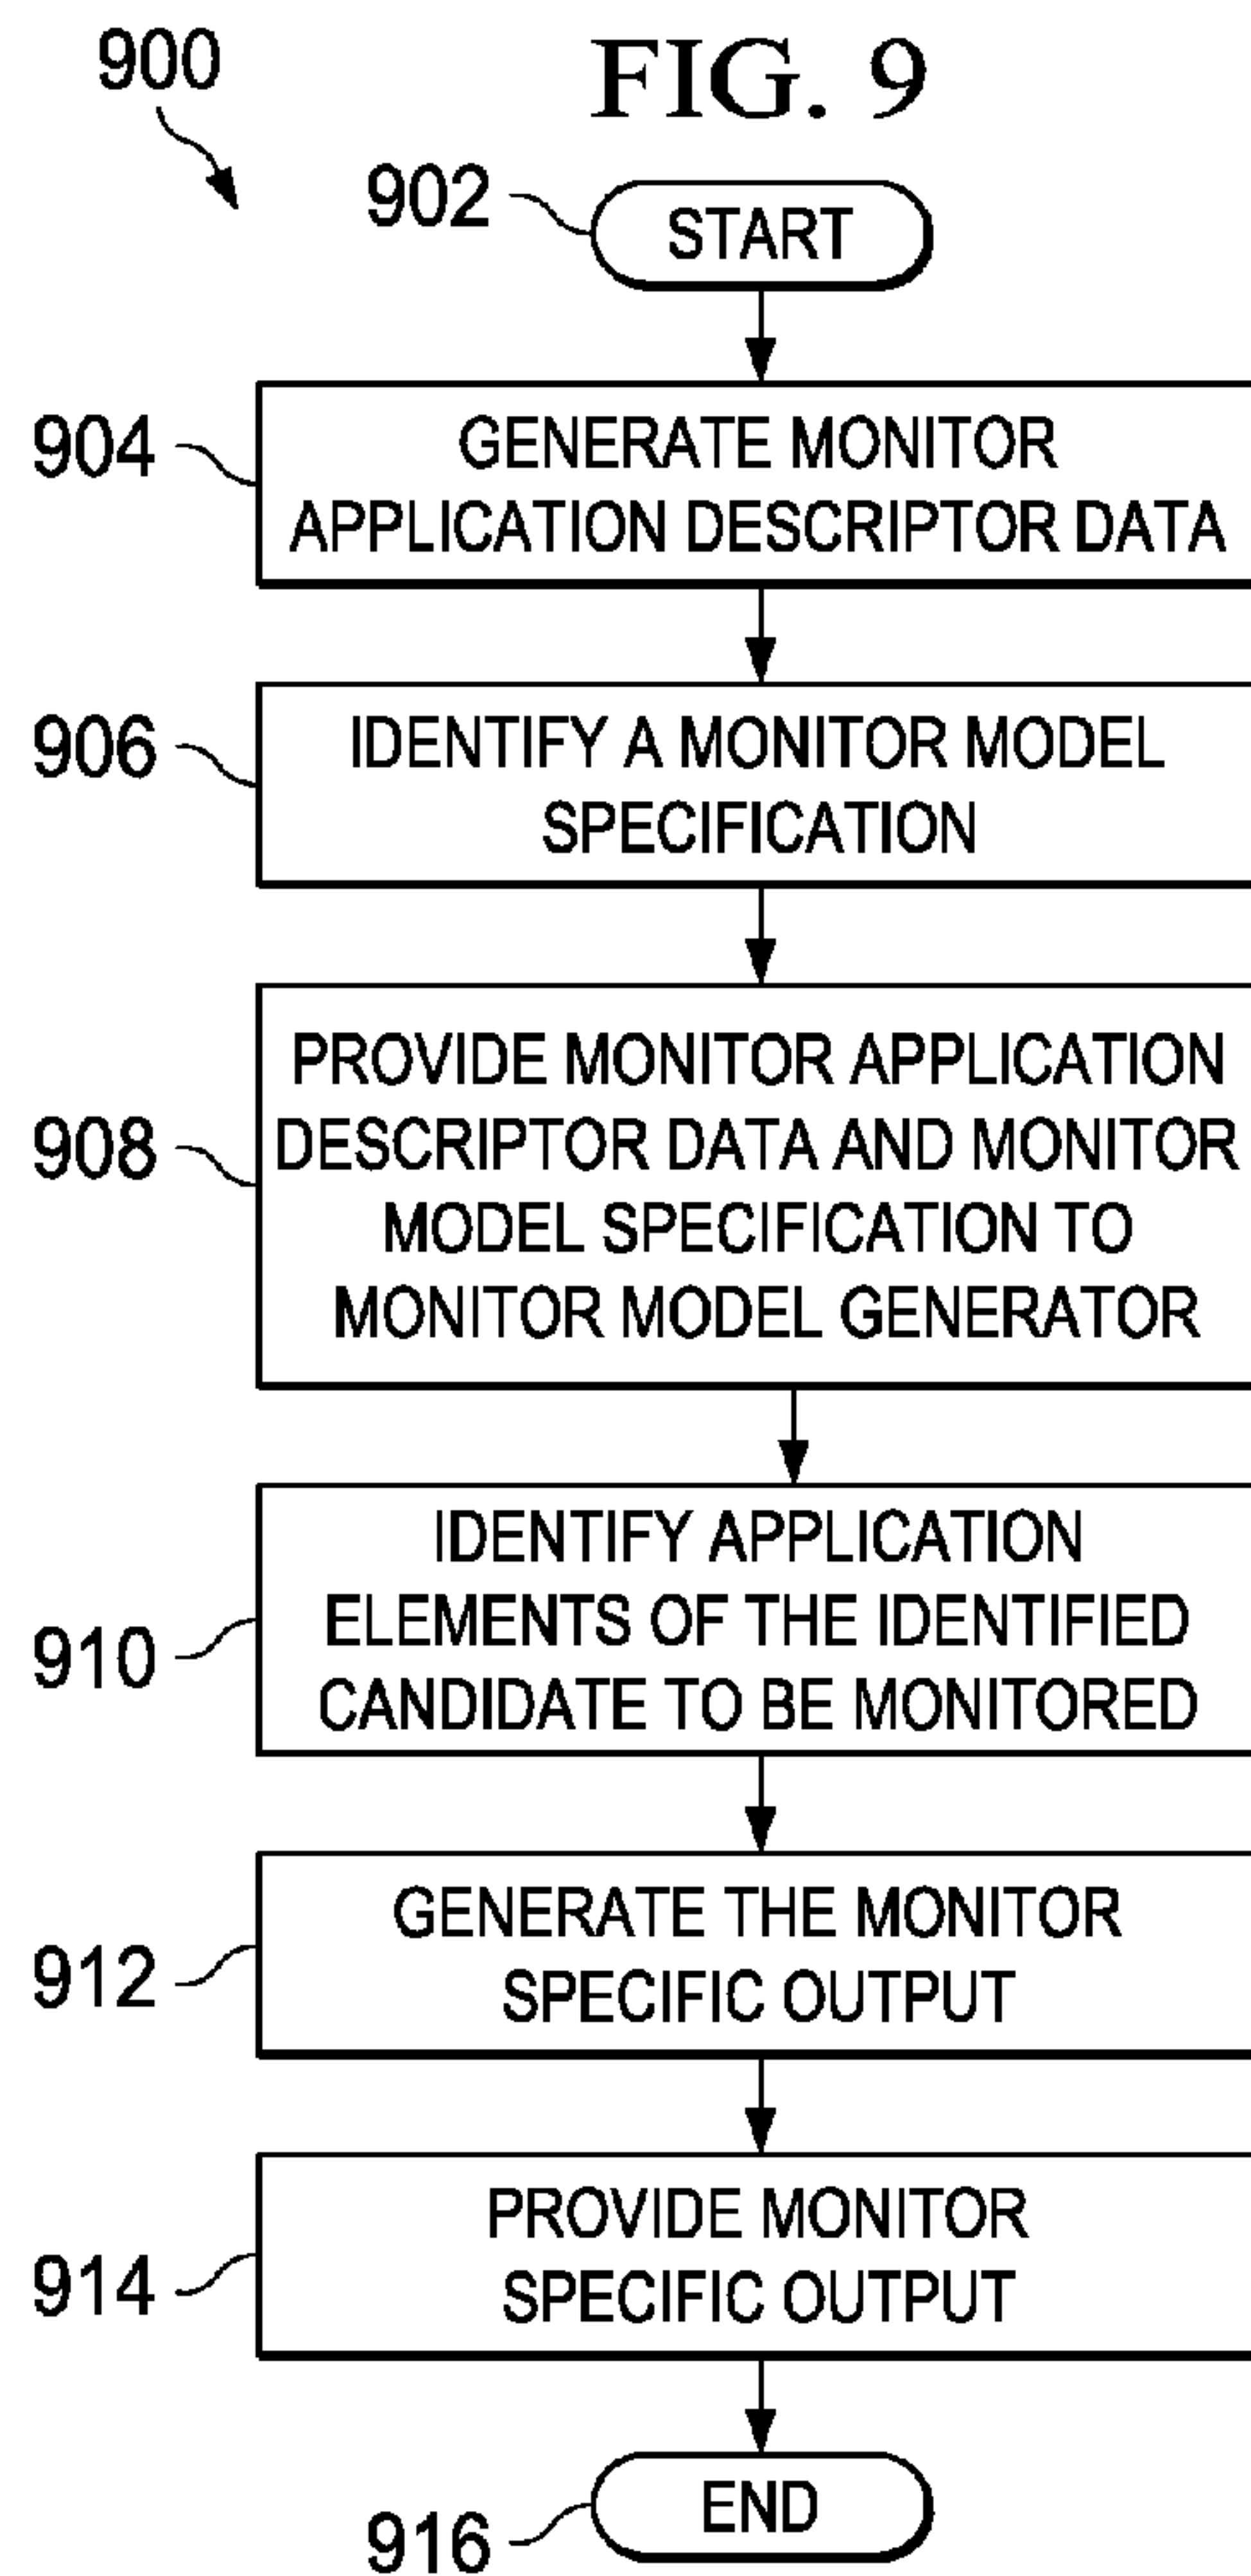 900
FIG. 9
902
START
904
GENERATE MONITOR
APPLICATION DESCRIPTOR DATA
906
IDENTIFY A MONITOR MODEL
SPECIFICATION
908
PROVIDE MONITOR APPLICATION
DESCRIPTOR DATA AND MONITOR
MODEL SPECIFICATION TO
MONITOR MODEL GENERATOR
910
IDENTIFY APPLICATION
ELEMENTS OF THE IDENTIFIED
CANDIDATE TO BE MONITORED
912
GENERATE THE MONITOR
SPECIFIC OUTPUT
914
PROVIDE MONITOR
SPECIFIC OUTPUT
END
916